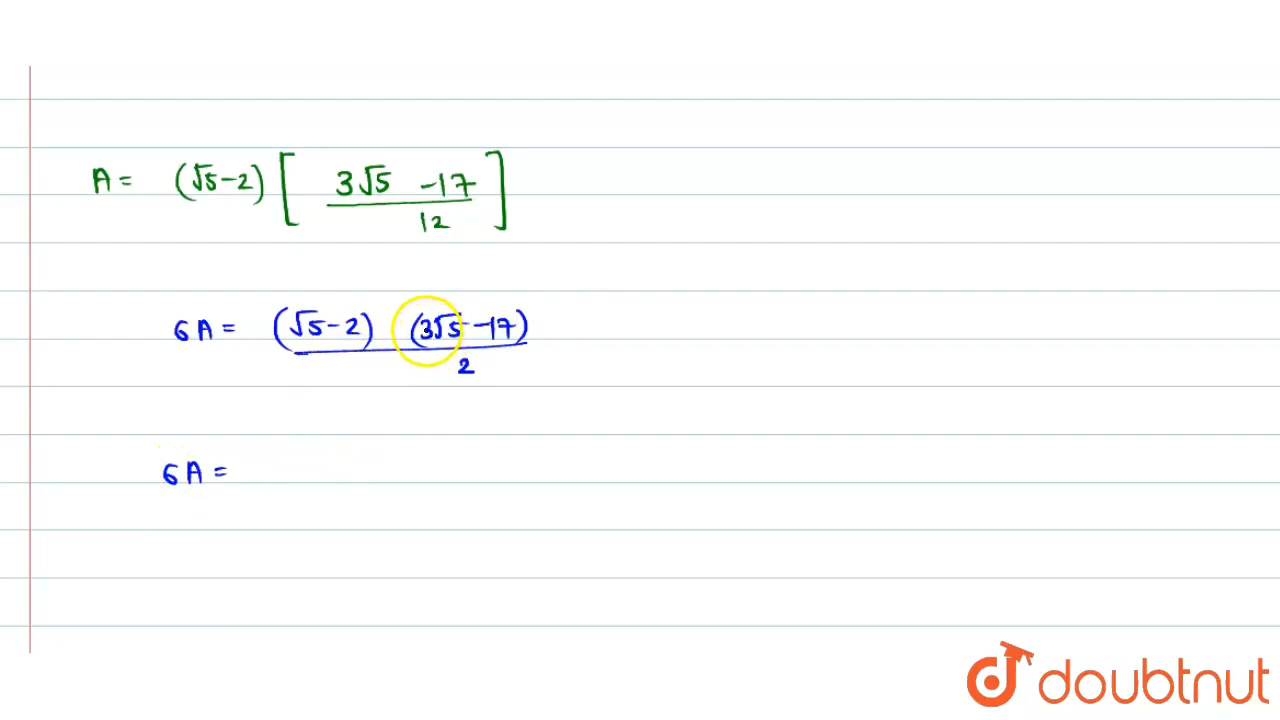 A = (√5-2) [ 3√5 -17
12 ]
6A = (√5-2) (3√5-17)
2
6A =
doubtnut